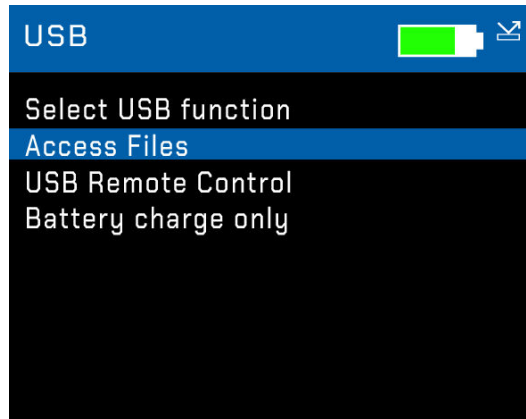 USB
Select USB function
Access Files
USB Remote Control
Battery charge only